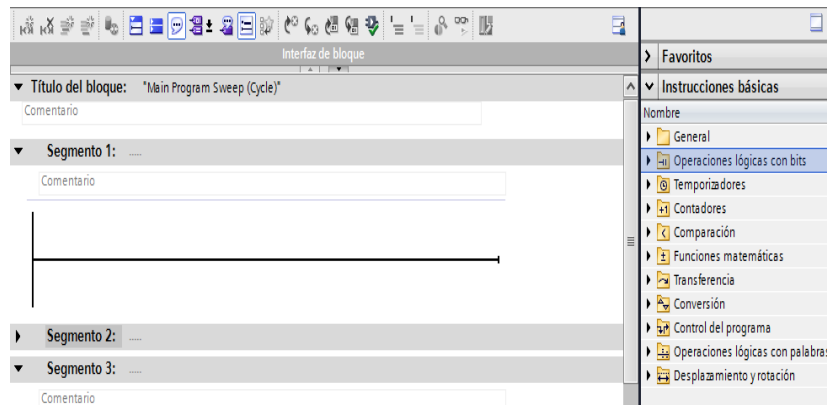 Interfaz de bloque
Título del bloque: "Main Program Sweep (Cycle)"
Comentario
Segmento 1: .....
Comentario
Segmento 2: .....
Segmento 3: .....
Comentario
Favoritos
Instrucciones básicas
Nombre
General
Operaciones lógicas con bits
Temporizadores
Contadores
Comparación
Funciones matemáticas
Transferencia
Conversión
Control del programa
Operaciones lógicas con palabras
Desplazamiento y rotación